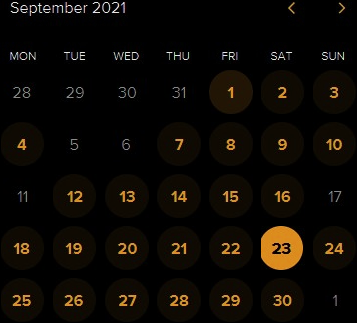 September 2021
MON TUE WED THU FRI SAT SUN
28 29 30 31 1 2 3
4 5 6 7 8 9 10
11 12 13 14 15 16 17
18 19 20 21 22 23 24
25 26 27 28 29 30 1